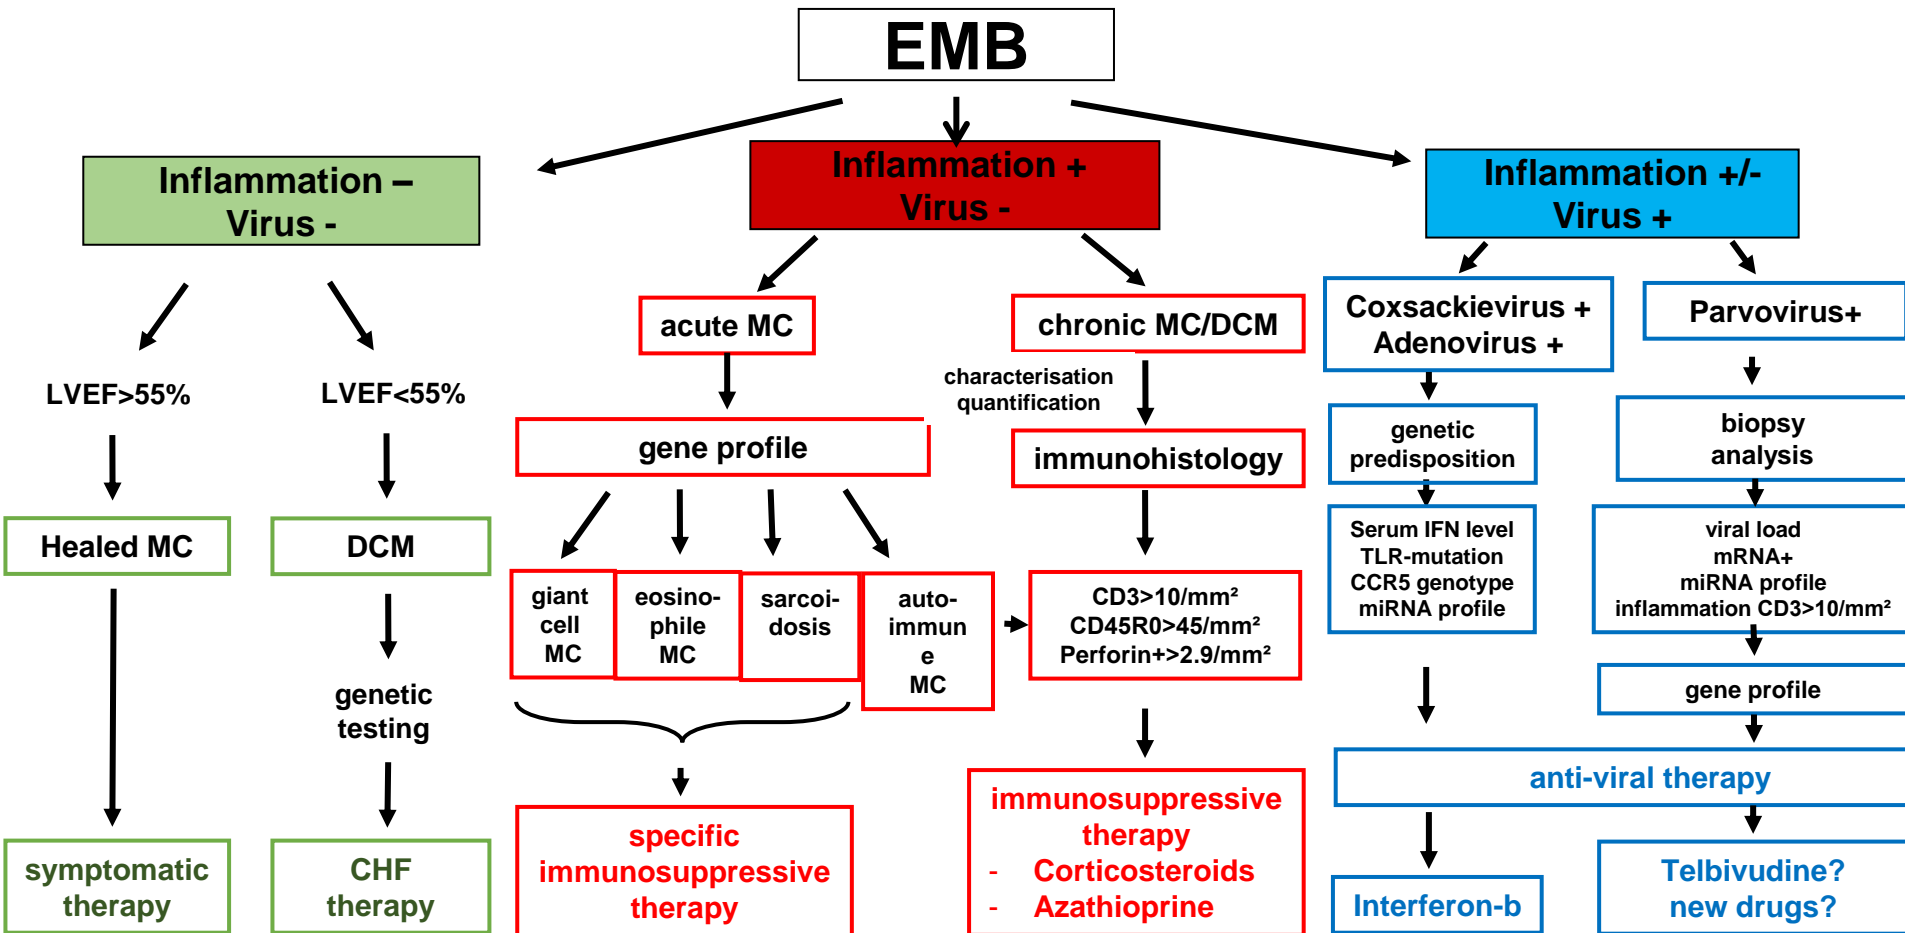 EMB
Inflammation –
Virus -
Inflammation +
Virus -
Inflammation +/-
Virus +
LVEF>55%
LVEF<55%
Healed MC
DCM
genetic
testing
symptomatic
therapy
CHF
therapy
acute MC
gene profile
giant
cell
MC
eosino-
phile
MC
sarcoi-
dosis
auto-
immun
e
MC
specific
immunosuppressive
therapy
chronic MC/DCM
characterisation
quantification
immunohistology
CD3>10/mm²
CD45R0>45/mm²
Perforin+>2.9/mm²
immunosuppressive
therapy
- Corticosteroids
- Azathioprine
Coxsackievirus +
Adenovirus +
genetic
predisposition
Serum IFN level
TLR-mutation
CCR5 genotype
miRNA profile
Parvovirus+
biopsy
analysis
viral load
mRNA+
miRNA profile
inflammation CD3>10/mm²
gene profile
anti-viral therapy
Interferon-b
Telbivudine?
new drugs?